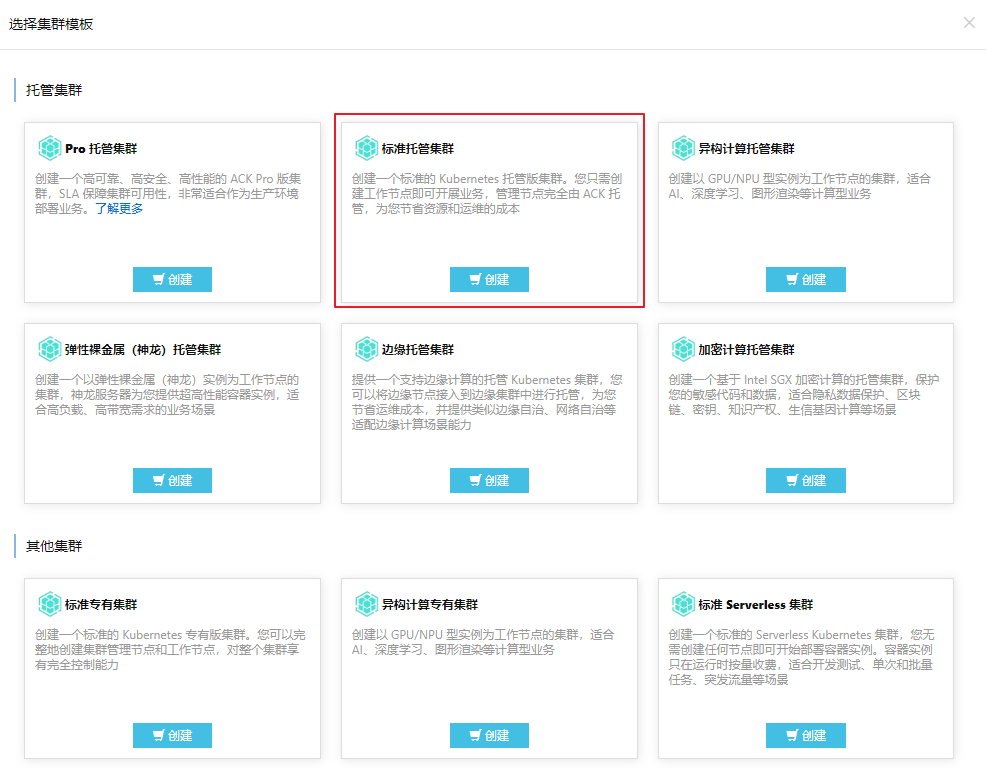 选择集群模板
托管集群
Pro 托管集群
创建一个高可靠、高安全、高性能的 ACK Pro 版集
群，SLA 保障集群可用性，非常适合作为生产环境
部署业务。了解更多
创建
标准托管集群
创建一个标准的 Kubernetes 托管版集群。您只需创
建工作节点即可开展业务，管理节点完全由 ACK 托
管，为您节省资源和运维的成本
创建
异构计算托管集群
创建以 GPU/NPU 型实例为工作节点的集群，适合
AI、深度学习、图形渲染等计算型业务
创建
弹性裸金属（神龙）托管集群
创建一个以弹性裸金属（神龙）实例为工作节点的
集群，神龙服务器为您提供超高性能容器实例，适
合高负载、高带宽需求的业务场景
创建
边缘托管集群
提供一个支持边缘计算的托管 Kubernetes 集群，您
可以将边缘节点接入到边缘集群中进行托管，为您
节省运维成本，并提供类似边缘自治、网络自治等
适配边缘计算场景能力
创建
加密计算托管集群
创建一个基于 Intel SGX 加密计算的托管集群，保护
您的敏感代码和数据，适合隐私数据保护、区块
链、密钥、知识产权、生信基因计算等场景
创建
其他集群
标准专有集群
创建一个标准的 Kubernetes 专有版集群。您可以完
整地创建集群管理节点和工作节点，对整个集群享
有完全控制能力
创建
异构计算专有集群
创建以 GPU/NPU 型实例为工作节点的集群，适合
AI、深度学习、图形渲染等计算型业务
创建
标准 Serverless 集群
创建一个标准的 Serverless Kubernetes 集群，您无
需创建任何节点即可开始部署容器实例。容器实例
只在运行时按量收费，适合开发测试、单次和批量
任务、突发流量等场景
创建